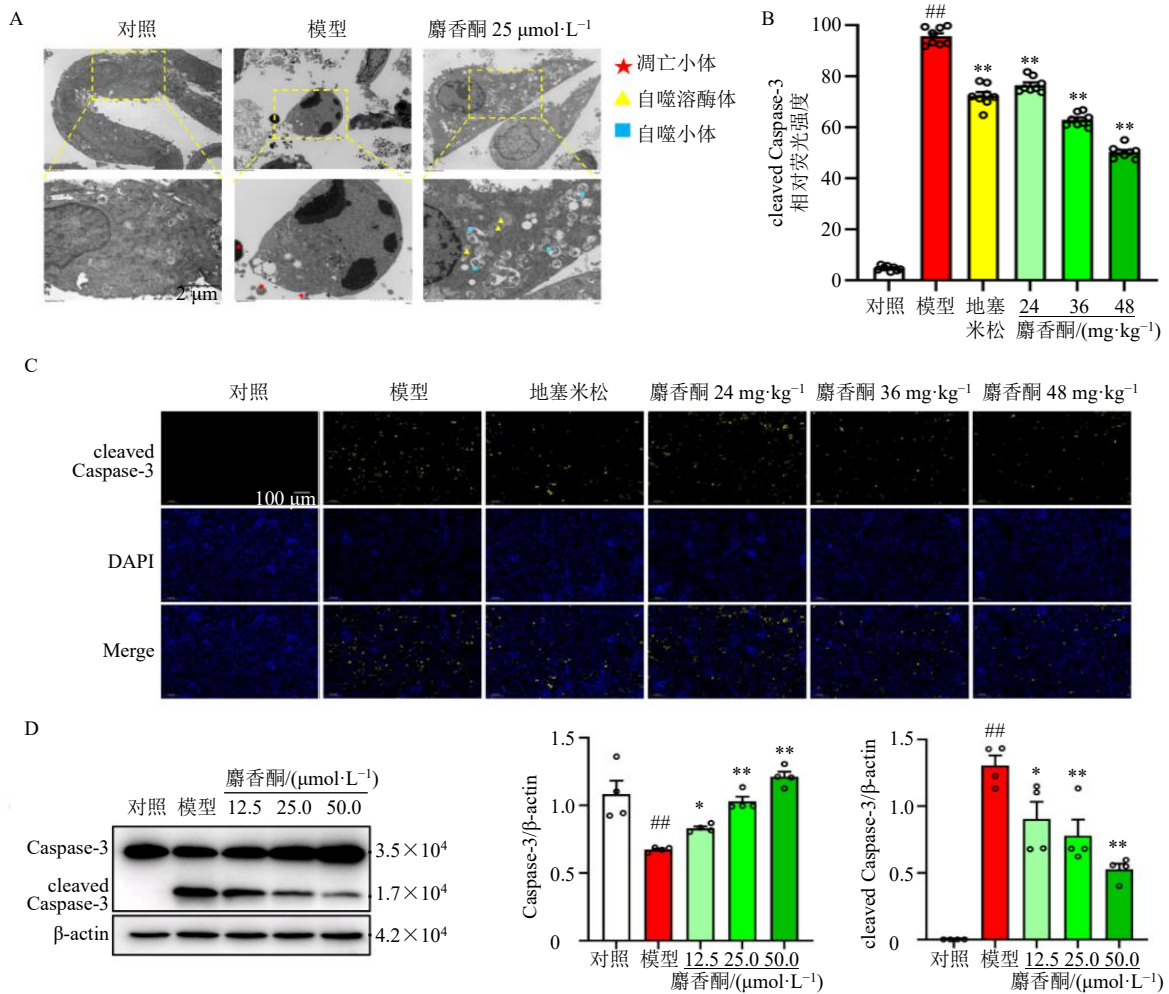 A
对照
模型
麝香酮 25 μmol·L⁻¹
凋亡小体
自噬溶酶体
自噬小体
2 μm
B
cleaved Caspase-3
相对荧光强度
100
80
60
40
20
0
##
**
**
**
**
对照
模型
地塞
米松
24
36
48
麝香酮/(mg·kg⁻¹)
C
对照
模型
地塞米松
麝香酮 24 mg·kg⁻¹
麝香酮 36 mg·kg⁻¹
麝香酮 48 mg·kg⁻¹
cleaved
Caspase-3
100 μm
DAPI
Merge
D
麝香酮/(μmol·L⁻¹)
对照 模型 12.5 25.0 50.0
Caspase-3
3.5×10⁴
cleaved
Caspase-3
1.7×10⁴
β-actin
4.2×10⁴
Caspase-3/β-actin
1.5
1.0
0.5
0
##
*
**
**
对照 模型 12.5 25.0 50.0
麝香酮/(μmol·L⁻¹)
cleaved Caspase-3/β-actin
1.5
1.0
0.5
0
##
*
**
**
对照 模型 12.5 25.0 50.0
麝香酮/(μmol·L⁻¹)